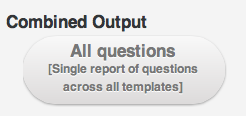 Combined Output
All questions
[Single report of questions
across all templates]